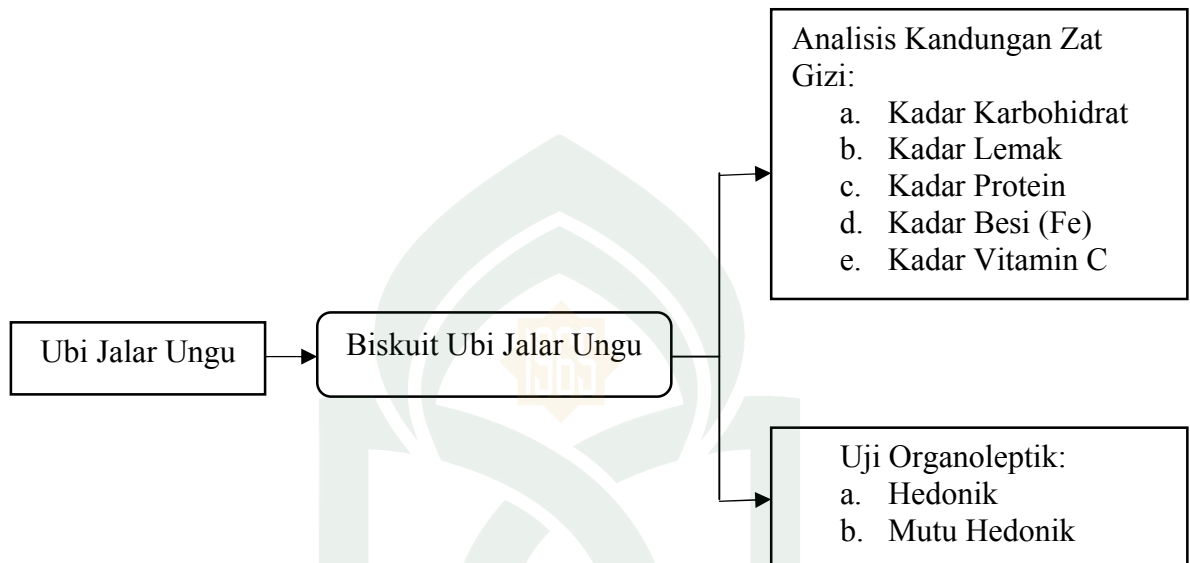 Analisis Kandungan Zat
Gizi:
a. Kadar Karbohidrat
b. Kadar Lemak
c. Kadar Protein
d. Kadar Besi (Fe)
e. Kadar Vitamin C
Ubi Jalar Ungu
Biskuit Ubi Jalar Ungu
Uji Organoleptik:
a. Hedonik
b. Mutu Hedonik